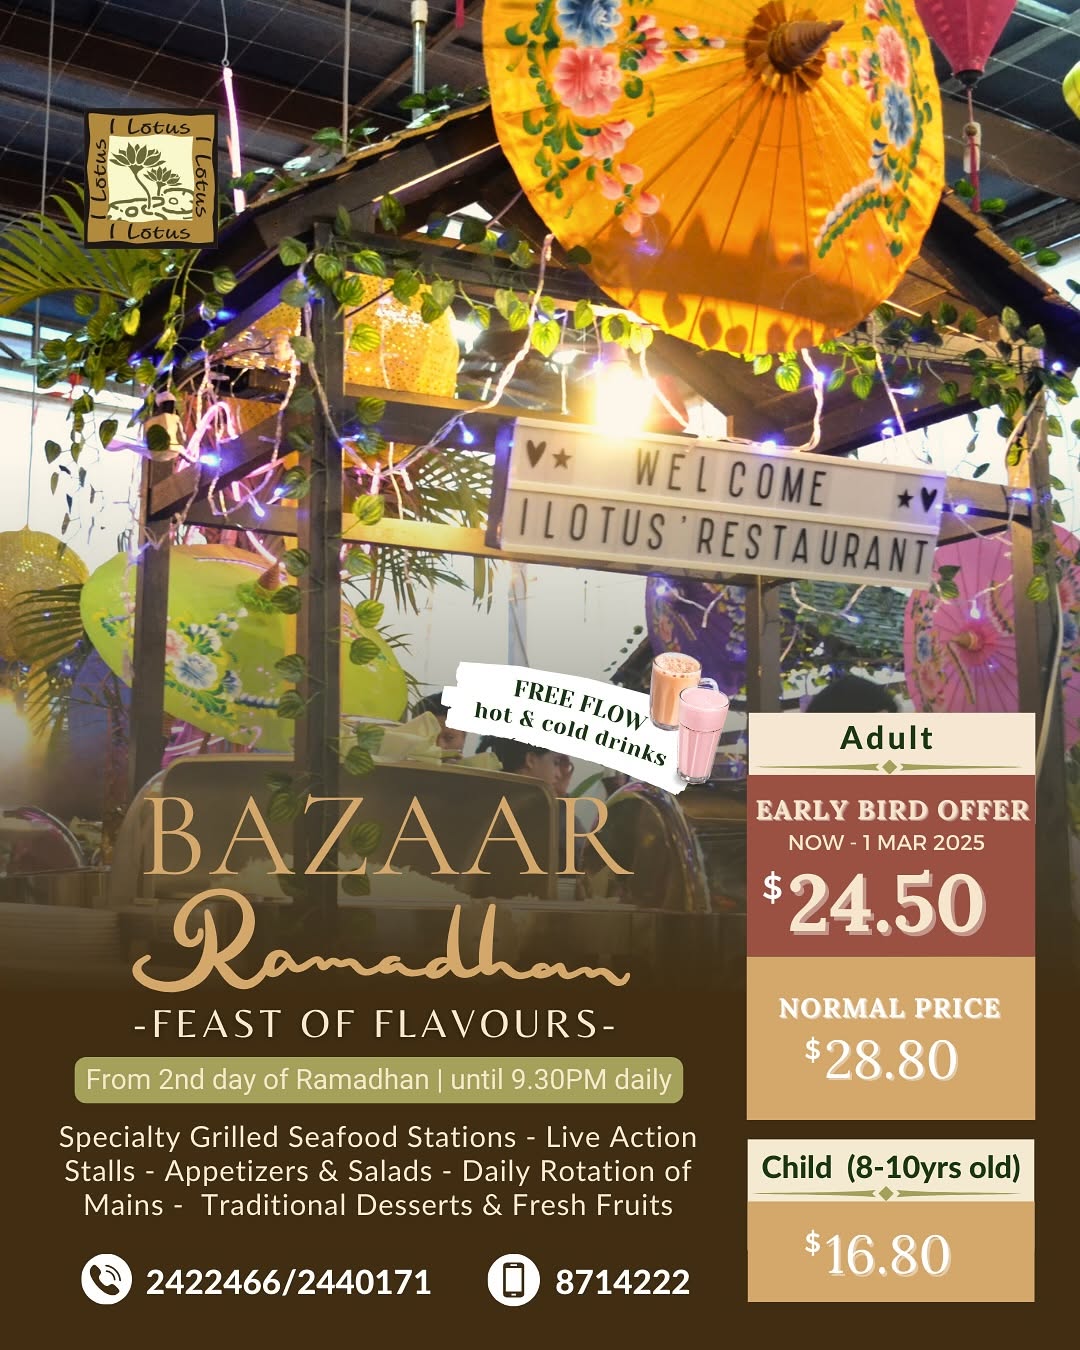 I Lotus
I Lotus
I Lotus
I Lotus
WELCOME
ILOTUS'RESTAURANT
FREE FLOW
hot & cold drinks
BAZAAR
Ramadhan
-FEAST OF FLAVOURS-
From 2nd day of Ramadhan | until 9.30PM daily
Specialty Grilled Seafood Stations - Live Action
Stalls - Appetizers & Salads - Daily Rotation of
Mains - Traditional Desserts & Fresh Fruits
2422466/2440171
8714222
Adult
EARLY BIRD OFFER
NOW - 1 MAR 2025
$24.50
NORMAL PRICE
$28.80
Child (8-10yrs old)
$16.80